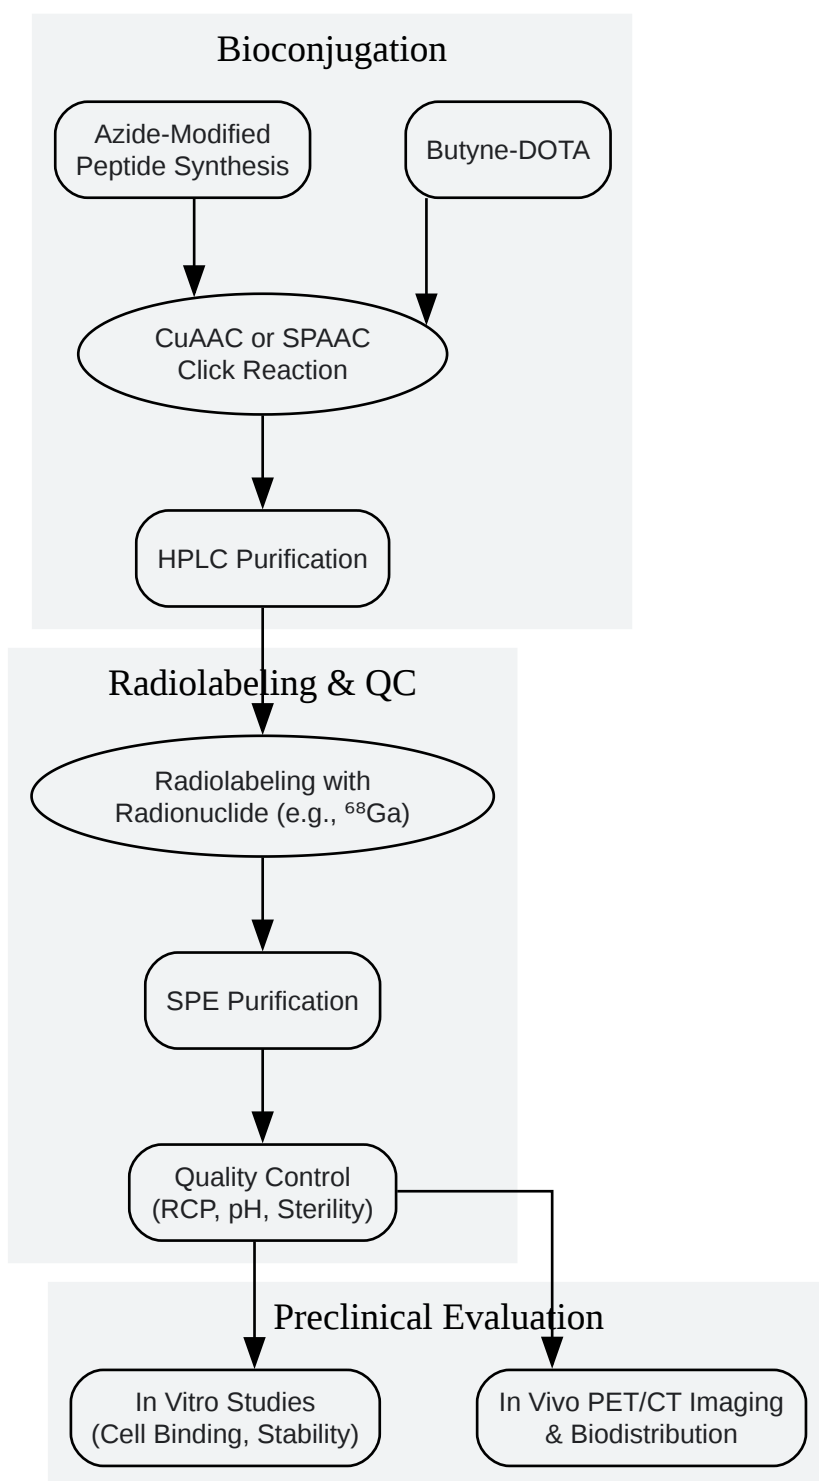 Bioconjugation
Azide-Modified
Peptide Synthesis
Butyne-DOTA
CuAAC or SPAAC
Click Reaction
HPLC Purification
Radiolabeling & QC
Radiolabeling with
Radionuclide (e.g., ⁶⁸Ga)
SPE Purification
Quality Control
(RCP, pH, Sterility)
Preclinical Evaluation
In Vitro Studies
(Cell Binding, Stability)
In Vivo PET/CT Imaging
& Biodistribution